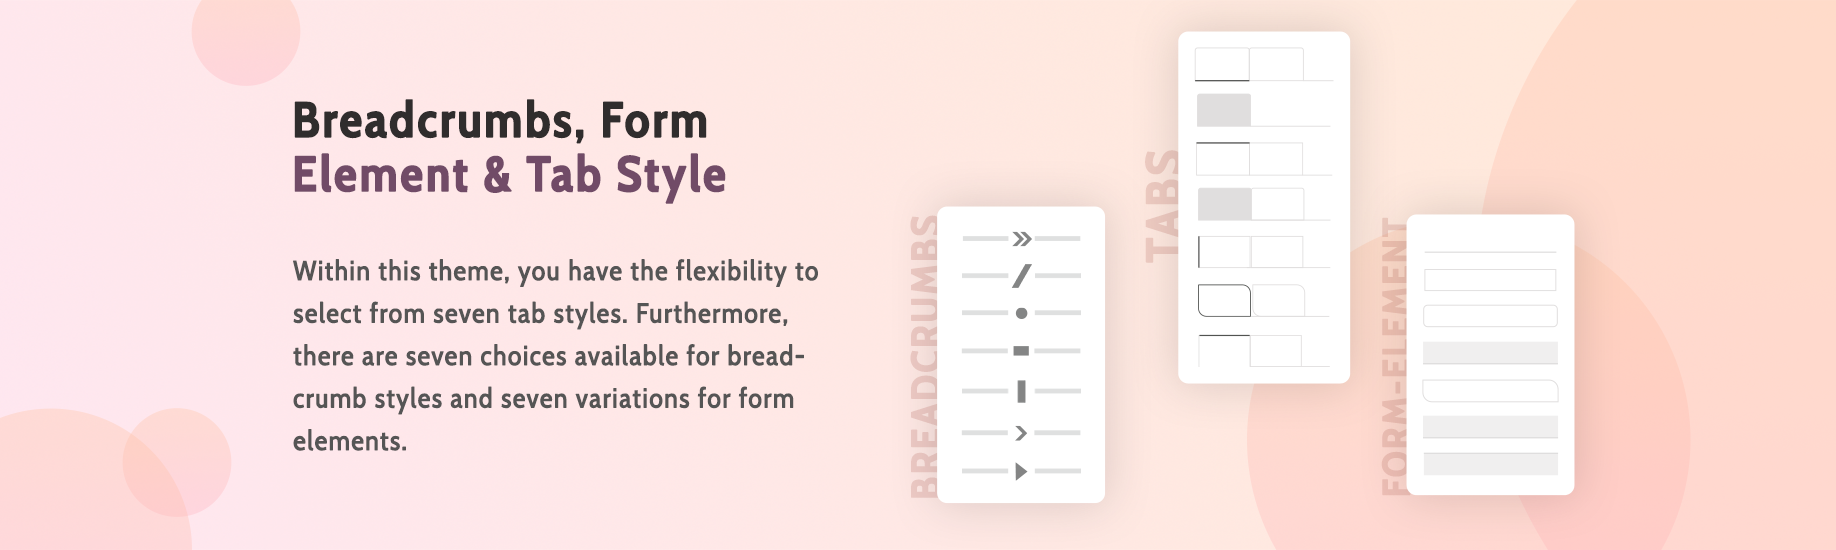 Breadcrumbs, Form
Element & Tab Style
Within this theme, you have the flexibility to
select from seven tab styles. Furthermore,
there are seven choices available for bread-
crumb styles and seven variations for form
elements.
BREADCRUMBS
TABS
FORM-ELEMENT